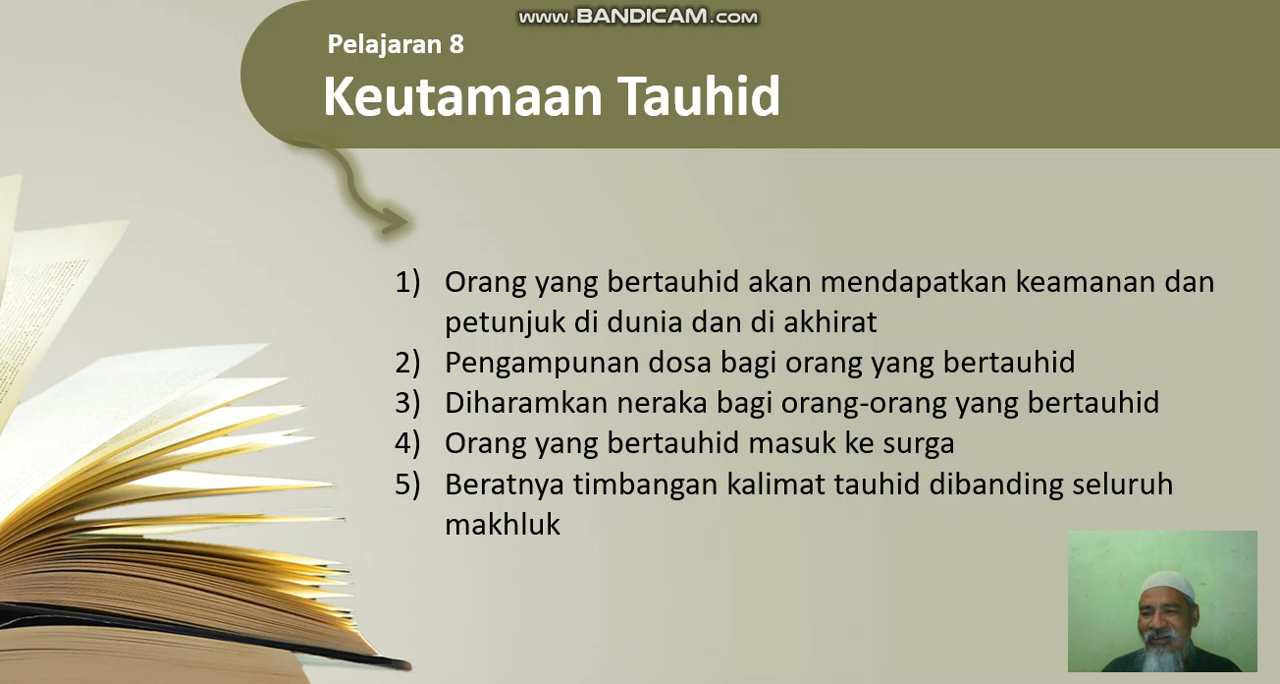 www.BANDICAM.com
Pelajaran 8
Keutamaan Tauhid
1) Orang yang bertauhid akan mendapatkan keamanan dan
petunjuk di dunia dan di akhirat
2) Pengampunan dosa bagi orang yang bertauhid
3) Diharamkan neraka bagi orang-orang yang bertauhid
4) Orang yang bertauhid masuk ke surga
5) Beratnya timbangan kalimat tauhid dibanding seluruh
makhluk